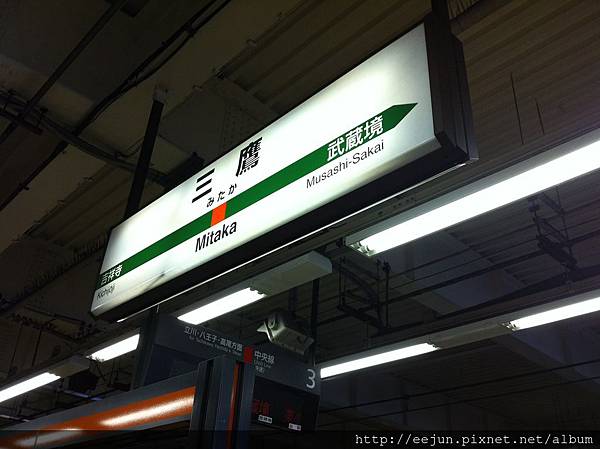 三鷹
みたか
武蔵境
Musashi-Sakai
Mitaka
吉祥寺
Kichijōji
立川・八王子・高尾方面
中央線
3
http://eejun.pixnet.net/album